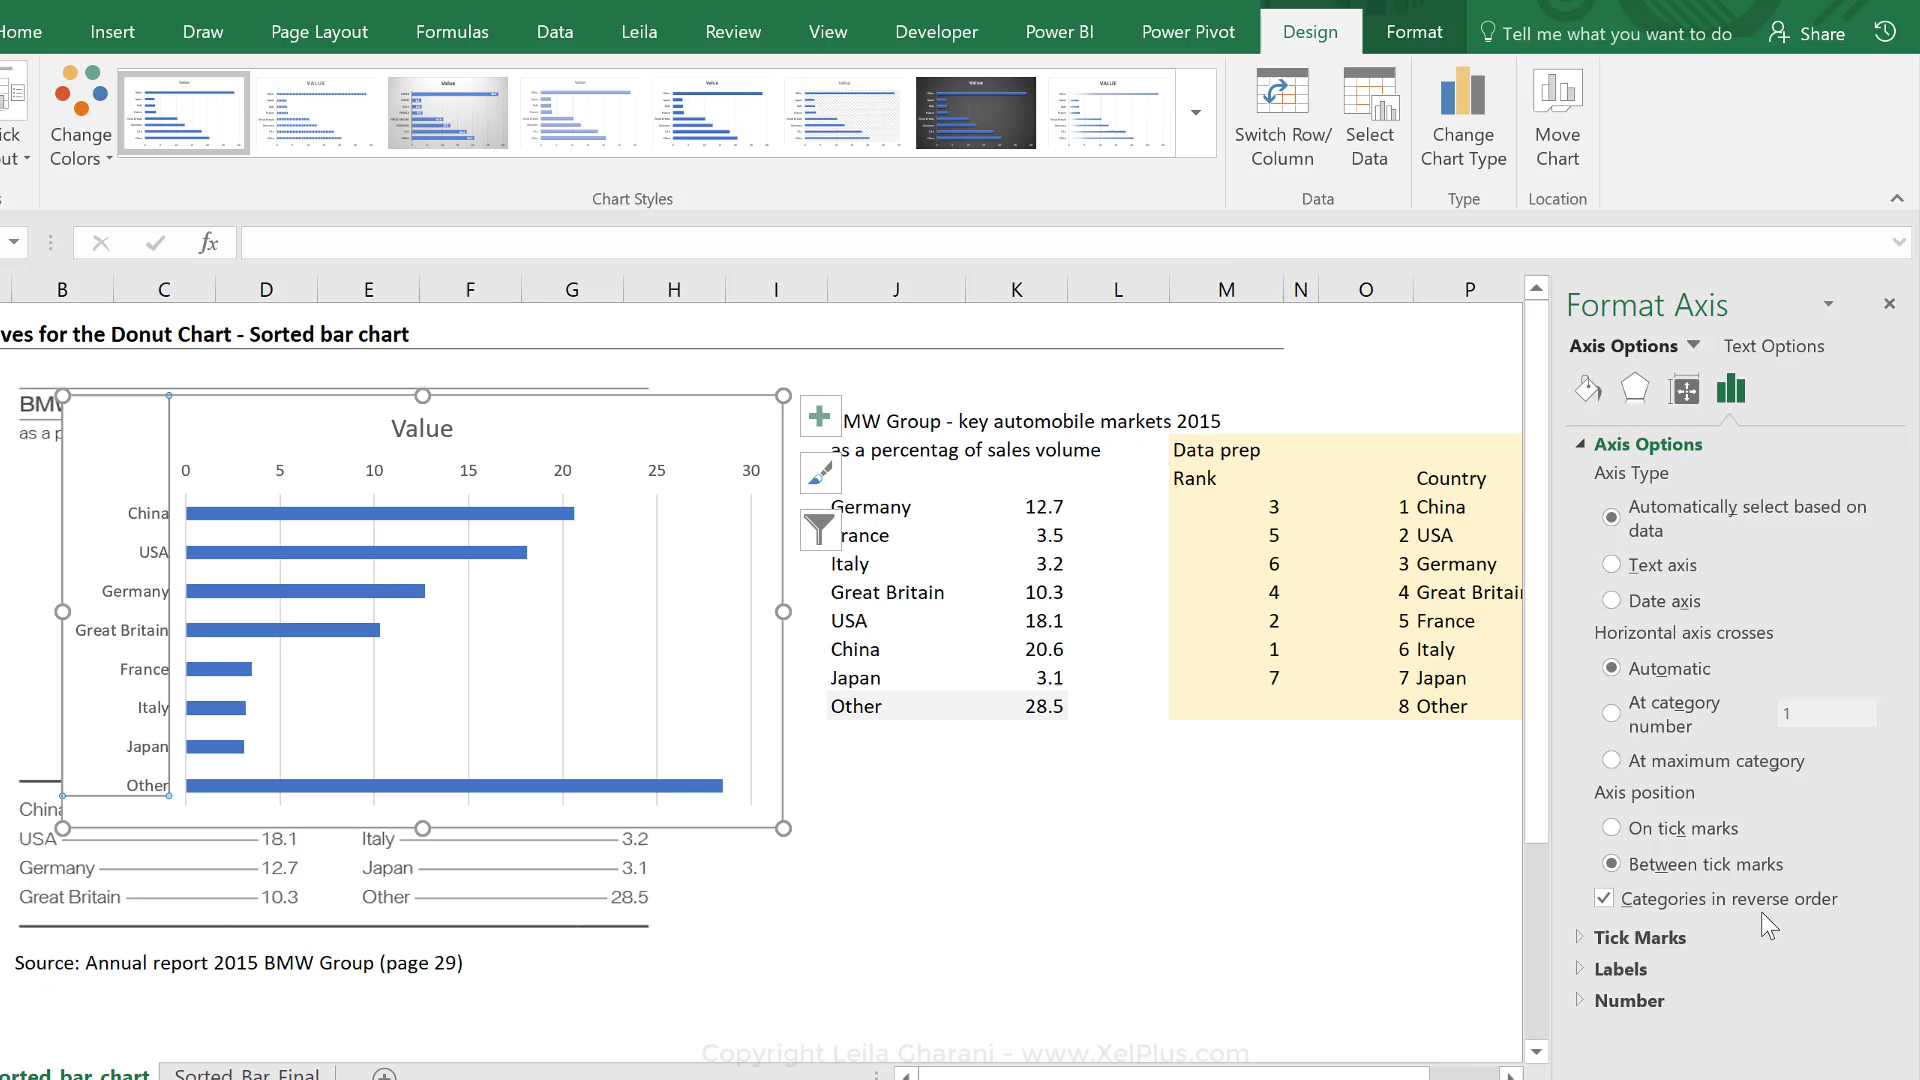 Home Insert Draw Page Layout Formulas Data Leila Review View Developer Power BI Power Pivot Design Format Tell me what you want to do Share
Change
Colors
Switch Row/
Column
Select
Data
Change
Chart Type
Move
Chart
Chart Styles Data Type Location
fx
B C D E F G H I J K L M N O P
ves for the Donut Chart - Sorted bar chart
BMW
as a p
Value
0 5 10 15 20 25 30
China
USA
Germany
Great Britain
France
Italy
Japan
Other
China
USA 18.1 Italy 3.2
Germany 12.7 Japan 3.1
Great Britain 10.3 Other 28.5
Source: Annual report 2015 BMW Group (page 29)
MW Group - key automobile markets 2015
as a percentag of sales volume
Data prep
Rank Country
Germany 12.7 3 1 China
rance 3.5 5 2 USA
Italy 3.2 6 3 Germany
Great Britain 10.3 4 4 Great Britain
USA 18.1 2 5 France
China 20.6 1 6 Italy
Japan 3.1 7 7 Japan
Other 28.5 8 Other
Format Axis
Axis Options Text Options
Axis Options
Axis Type
Automatically select based on
data
Text axis
Date axis
Horizontal axis crosses
Automatic
At category
number
1
At maximum category
Axis position
On tick marks
Between tick marks
Categories in reverse order
Tick Marks
Labels
Number
Copyright Leila Gharani - www.XelPlus.com
orted_bar_chart Sorted_Bar_Final